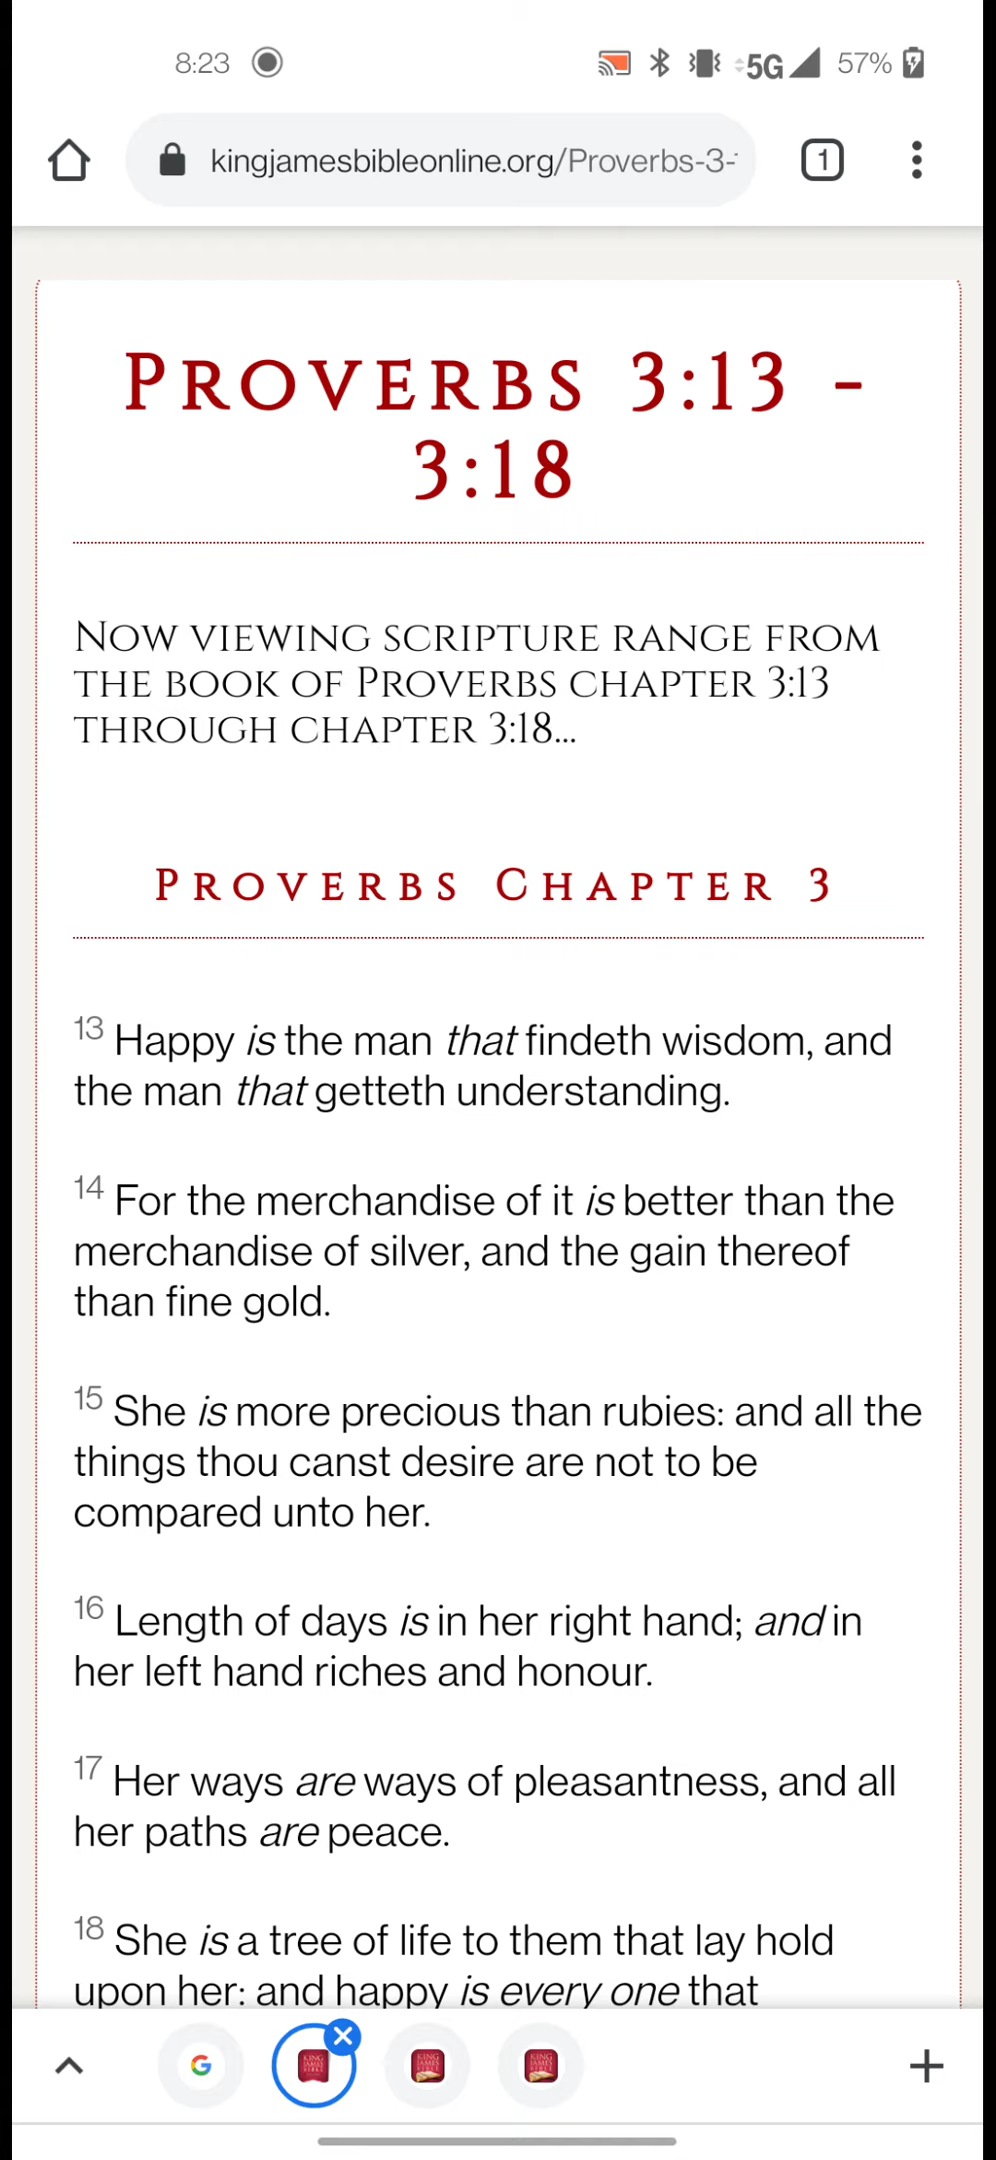 8:23 5G 57%
kingjamesbibleonline.org/Proverbs-3-
1
PROVERBS 3:13 -
3:18
NOW VIEWING SCRIPTURE RANGE FROM
THE BOOK OF PROVERBS CHAPTER 3:13
THROUGH CHAPTER 3:18...
PROVERBS CHAPTER 3
13 Happy is the man that findeth wisdom, and
the man that getteth understanding.
14 For the merchandise of it is better than the
merchandise of silver, and the gain thereof
than fine gold.
15 She is more precious than rubies: and all the
things thou canst desire are not to be
compared unto her.
16 Length of days is in her right hand; and in
her left hand riches and honour.
17 Her ways are ways of pleasantness, and all
her paths are peace.
18 She is a tree of life to them that lay hold
upon her: and happy is every one that